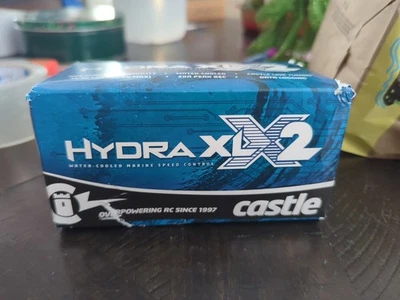 HYDRA XLX2
WATER-COOLED MARINE SPEED CONTROL
OVERPOWERING RC SINCE 1997
castle